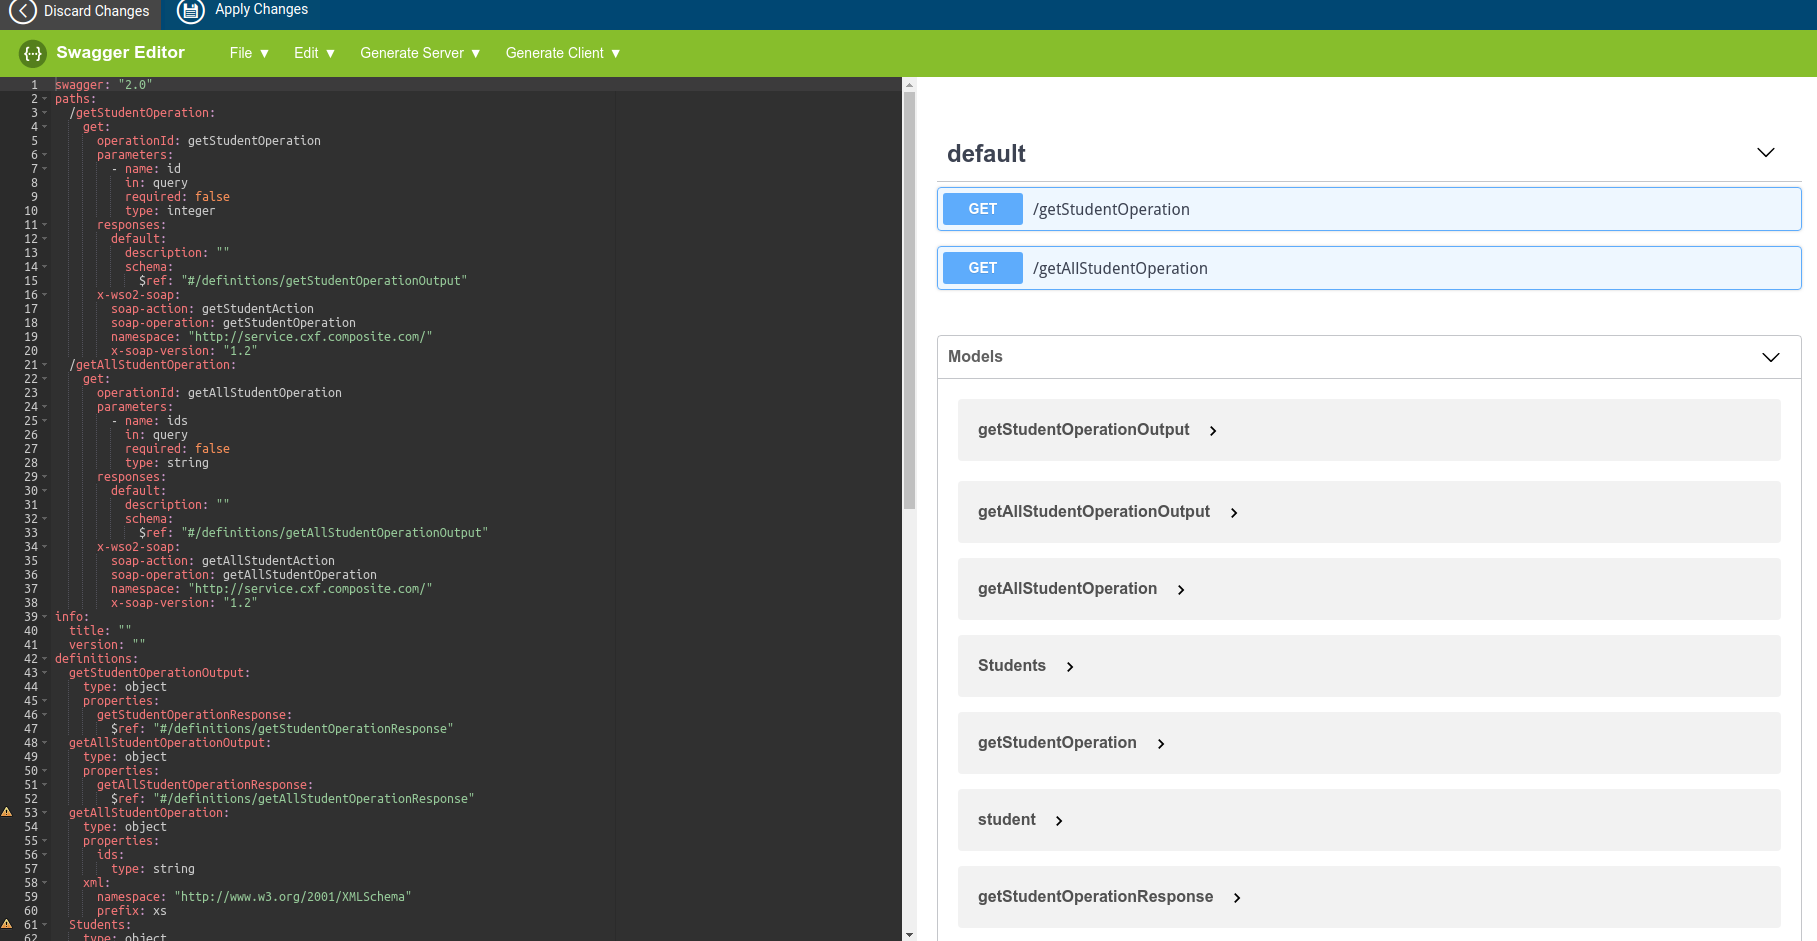 Discard Changes
Apply Changes
{···} Swagger Editor
File ▼
Edit ▼
Generate Server ▼
Generate Client ▼
1 swagger: "2.0"
2 paths:
3 /getStudentOperation:
4 get:
5 operationId: getStudentOperation
6 parameters:
7 - name: id
8 in: query
9 required: false
10 type: integer
11 responses:
12 default:
13 description: ""
14 schema:
15 $ref: "#/definitions/getStudentOperationOutput"
16 x-wso2-soap:
17 soap-action: getStudentAction
18 soap-operation: getStudentOperation
19 namespace: "http://service.cxf.composite.com/"
20 x-soap-version: "1.2"
21 /getAllStudentOperation:
22 get:
23 operationId: getAllStudentOperation
24 parameters:
25 - name: ids
26 in: query
27 required: false
28 type: string
29 responses:
30 default:
31 description: ""
32 schema:
33 $ref: "#/definitions/getAllStudentOperationOutput"
34 x-wso2-soap:
35 soap-action: getAllStudentAction
36 soap-operation: getAllStudentOperation
37 namespace: "http://service.cxf.composite.com/"
38 x-soap-version: "1.2"
39 info:
40 title: ""
41 version: ""
42 definitions:
43 getStudentOperationOutput:
44 type: object
45 properties:
46 getStudentOperationResponse:
47 $ref: "#/definitions/getStudentOperationResponse"
48 getAllStudentOperationOutput:
49 type: object
50 properties:
51 getAllStudentOperationResponse:
52 $ref: "#/definitions/getAllStudentOperationResponse"
53 getAllStudentOperation:
54 type: object
55 properties:
56 ids:
57 type: string
58 xml:
59 namespace: "http://www.w3.org/2001/XMLSchema"
60 prefix: xs
61 Students:
62 type: object
default
GET /getStudentOperation
GET /getAllStudentOperation
Models
getStudentOperationOutput
getAllStudentOperationOutput
getAllStudentOperation
Students
getStudentOperation
student
getStudentOperationResponse